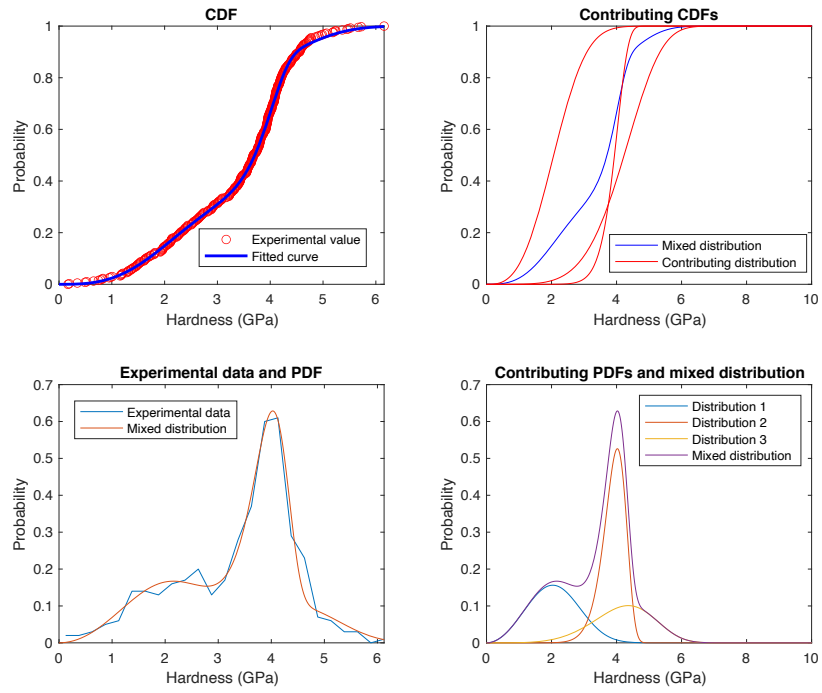 CDF
1
0.8
0.6
0.4
0.2
0
Probability
Experimental value
Fitted curve
0 1 2 3 4 5 6
Hardness (GPa)
Contributing CDFs
1
0.8
0.6
0.4
0.2
0
Probability
Mixed distribution
Contributing distribution
0 2 4 6 8 10
Hardness (GPa)
Experimental data and PDF
0.7
0.6
0.5
0.4
0.3
0.2
0.1
0
Probability
Experimental data
Mixed distribution
0 1 2 3 4 5 6
Hardness (GPa)
Contributing PDFs and mixed distribution
0.7
0.6
0.5
0.4
0.3
0.2
0.1
0
Probability
Distribution 1
Distribution 2
Distribution 3
Mixed distribution
0 2 4 6 8 10
Hardness (GPa)